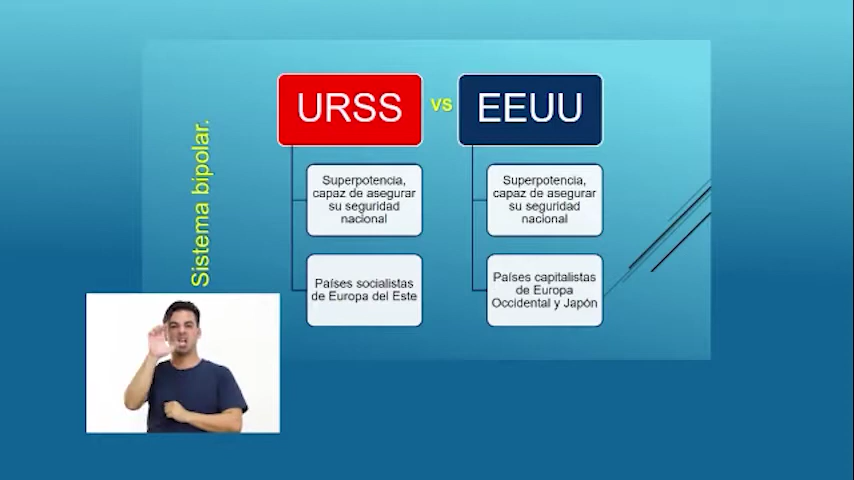 Sistema bipolar.
URSS
vs
EEUU
Superpotencia,
capaz de asegurar
su seguridad
nacional
Superpotencia,
capaz de asegurar
su seguridad
nacional
Países socialistas
de Europa del Este
Países capitalistas
de Europa
Occidental y Japón